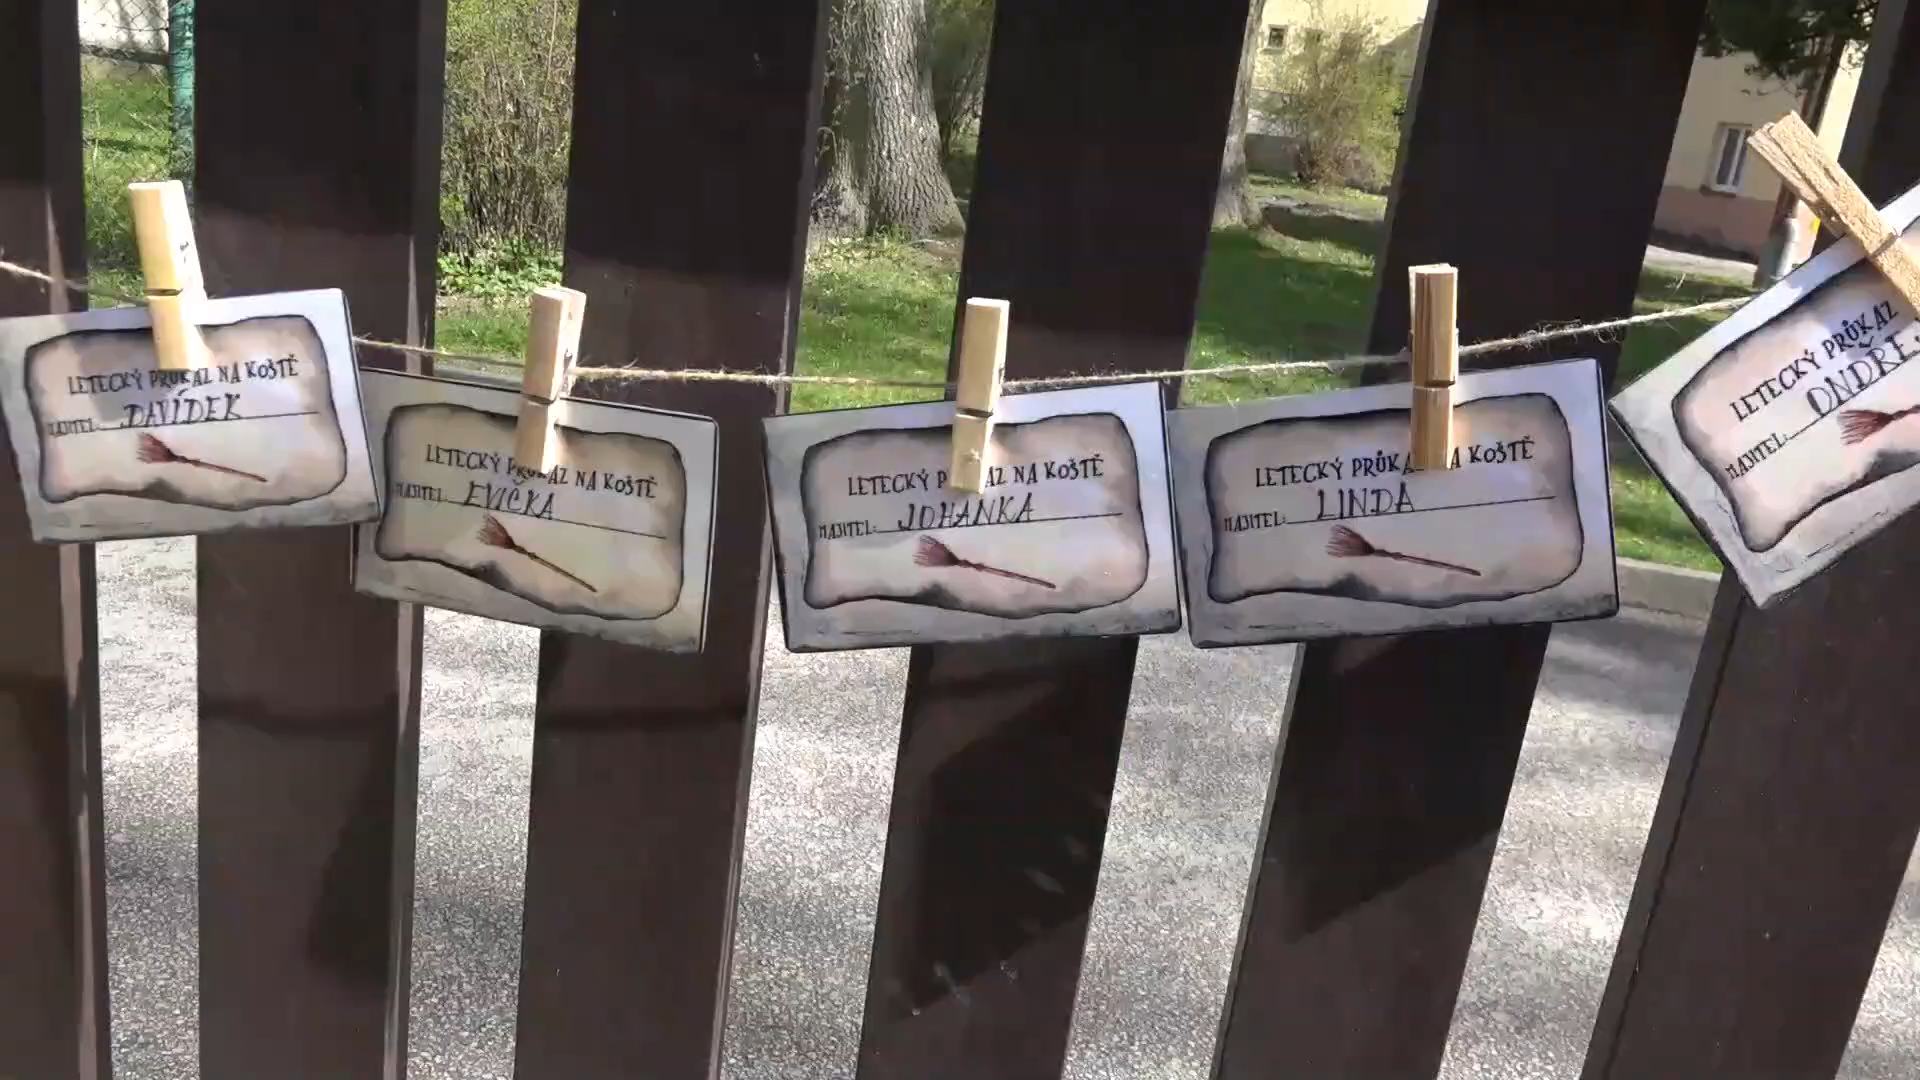 LETECKÝ PRŮKAZ NA KOŠTĚ
MAJITEL: DAVÍDEK
LETECKÝ PRŮKAZ NA KOŠTĚ
MAJITEL: EVIČKA
LETECKÝ P AZ NA KOŠTĚ
MAJITEL: JOHANKA
LETECKÝ PRŮKA A KOŠTĚ
MAJITEL: LINDA
LETECKÝ PRŮKAZ
MAJITEL: ONDŘE